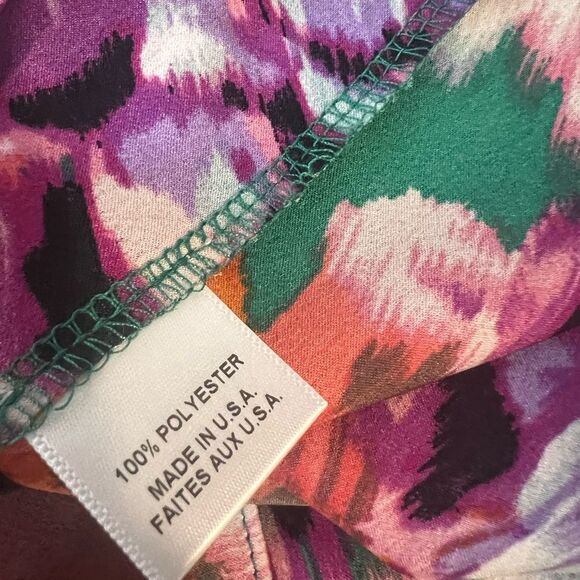 100% POLYESTER
MADE IN U.S.A.
FAITES AUX U.S.A.